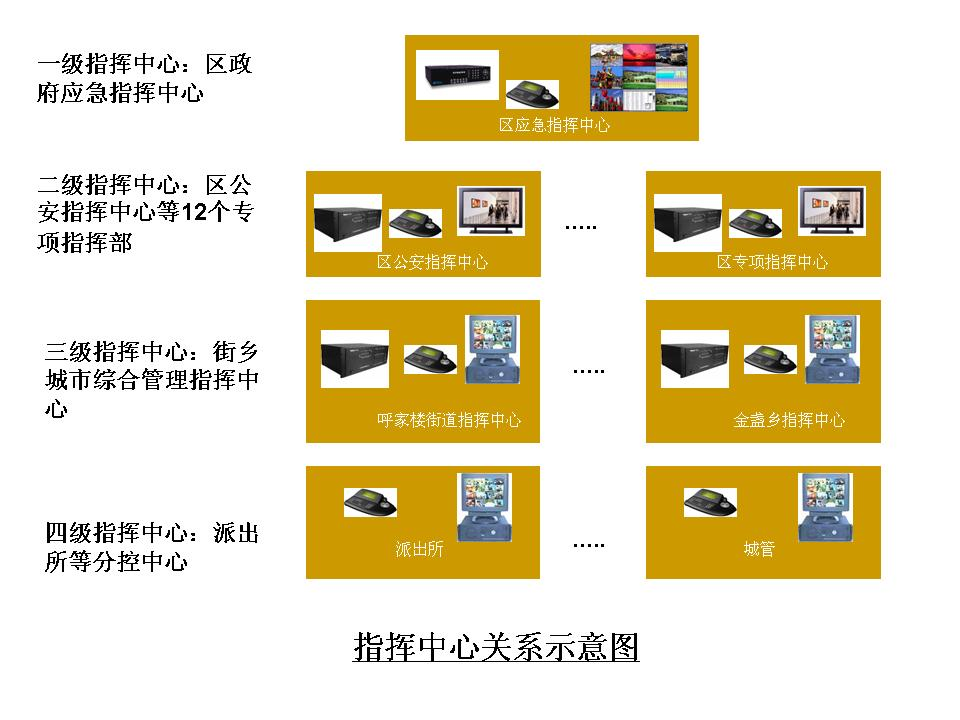 一级指挥中心：区政
府应急指挥中心
区应急指挥中心
二级指挥中心：区公
安指挥中心等12个专
项指挥部
区公安指挥中心
.....
区专项指挥中心
三级指挥中心：街乡
城市综合管理指挥中
心
呼家楼街道指挥中心
.....
金盏乡指挥中心
四级指挥中心：派出
所等分控中心
派出所
.....
城管
指挥中心关系示意图